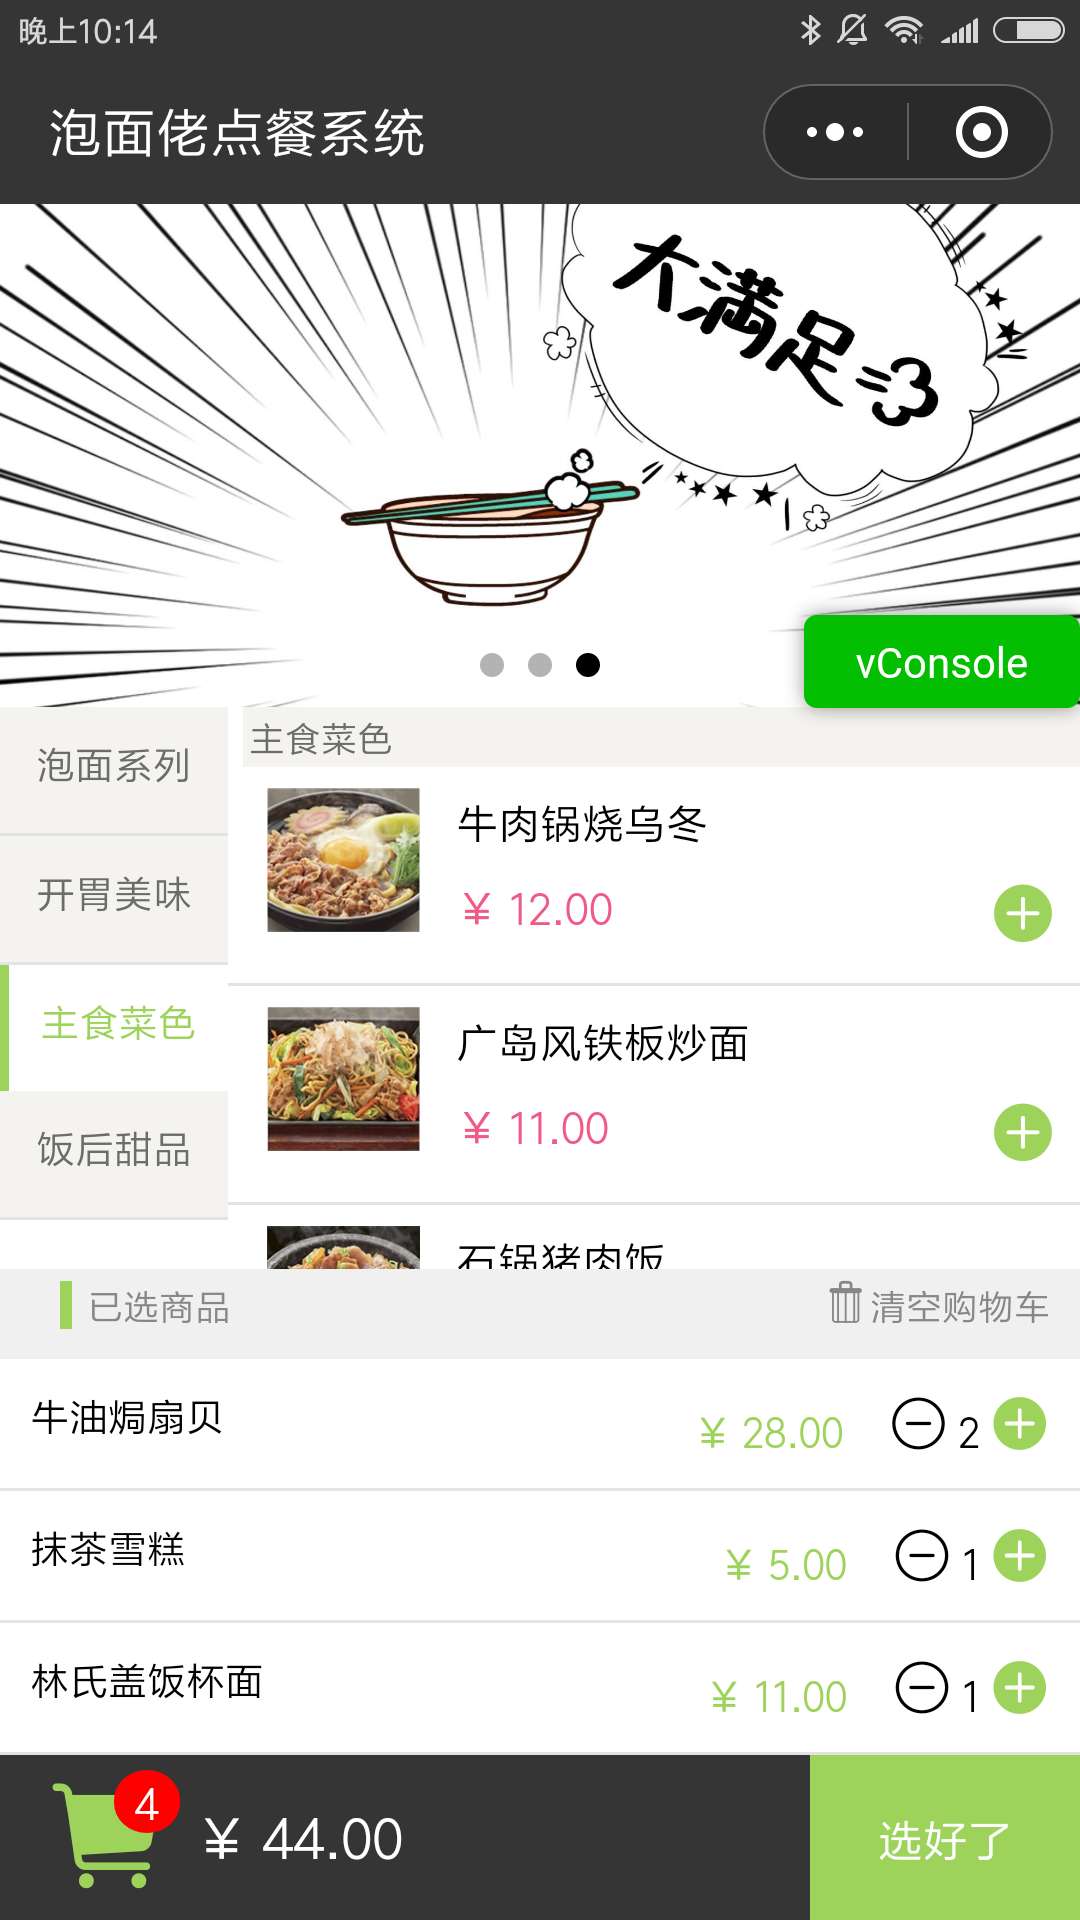 晚上10:14
泡面佬点餐系统
大満足
vConsole
泡面系列
开胃美味
主食菜色
饭后甜品
主食菜色
牛肉锅烧乌冬
¥ 12.00
广岛风铁板炒面
¥ 11.00
石锅猪肉饭
已选商品
清空购物车
牛油焗扇贝
¥ 28.00
2
抹茶雪糕
¥ 5.00
1
林氏盖饭杯面
¥ 11.00
1
4
¥ 44.00
选好了